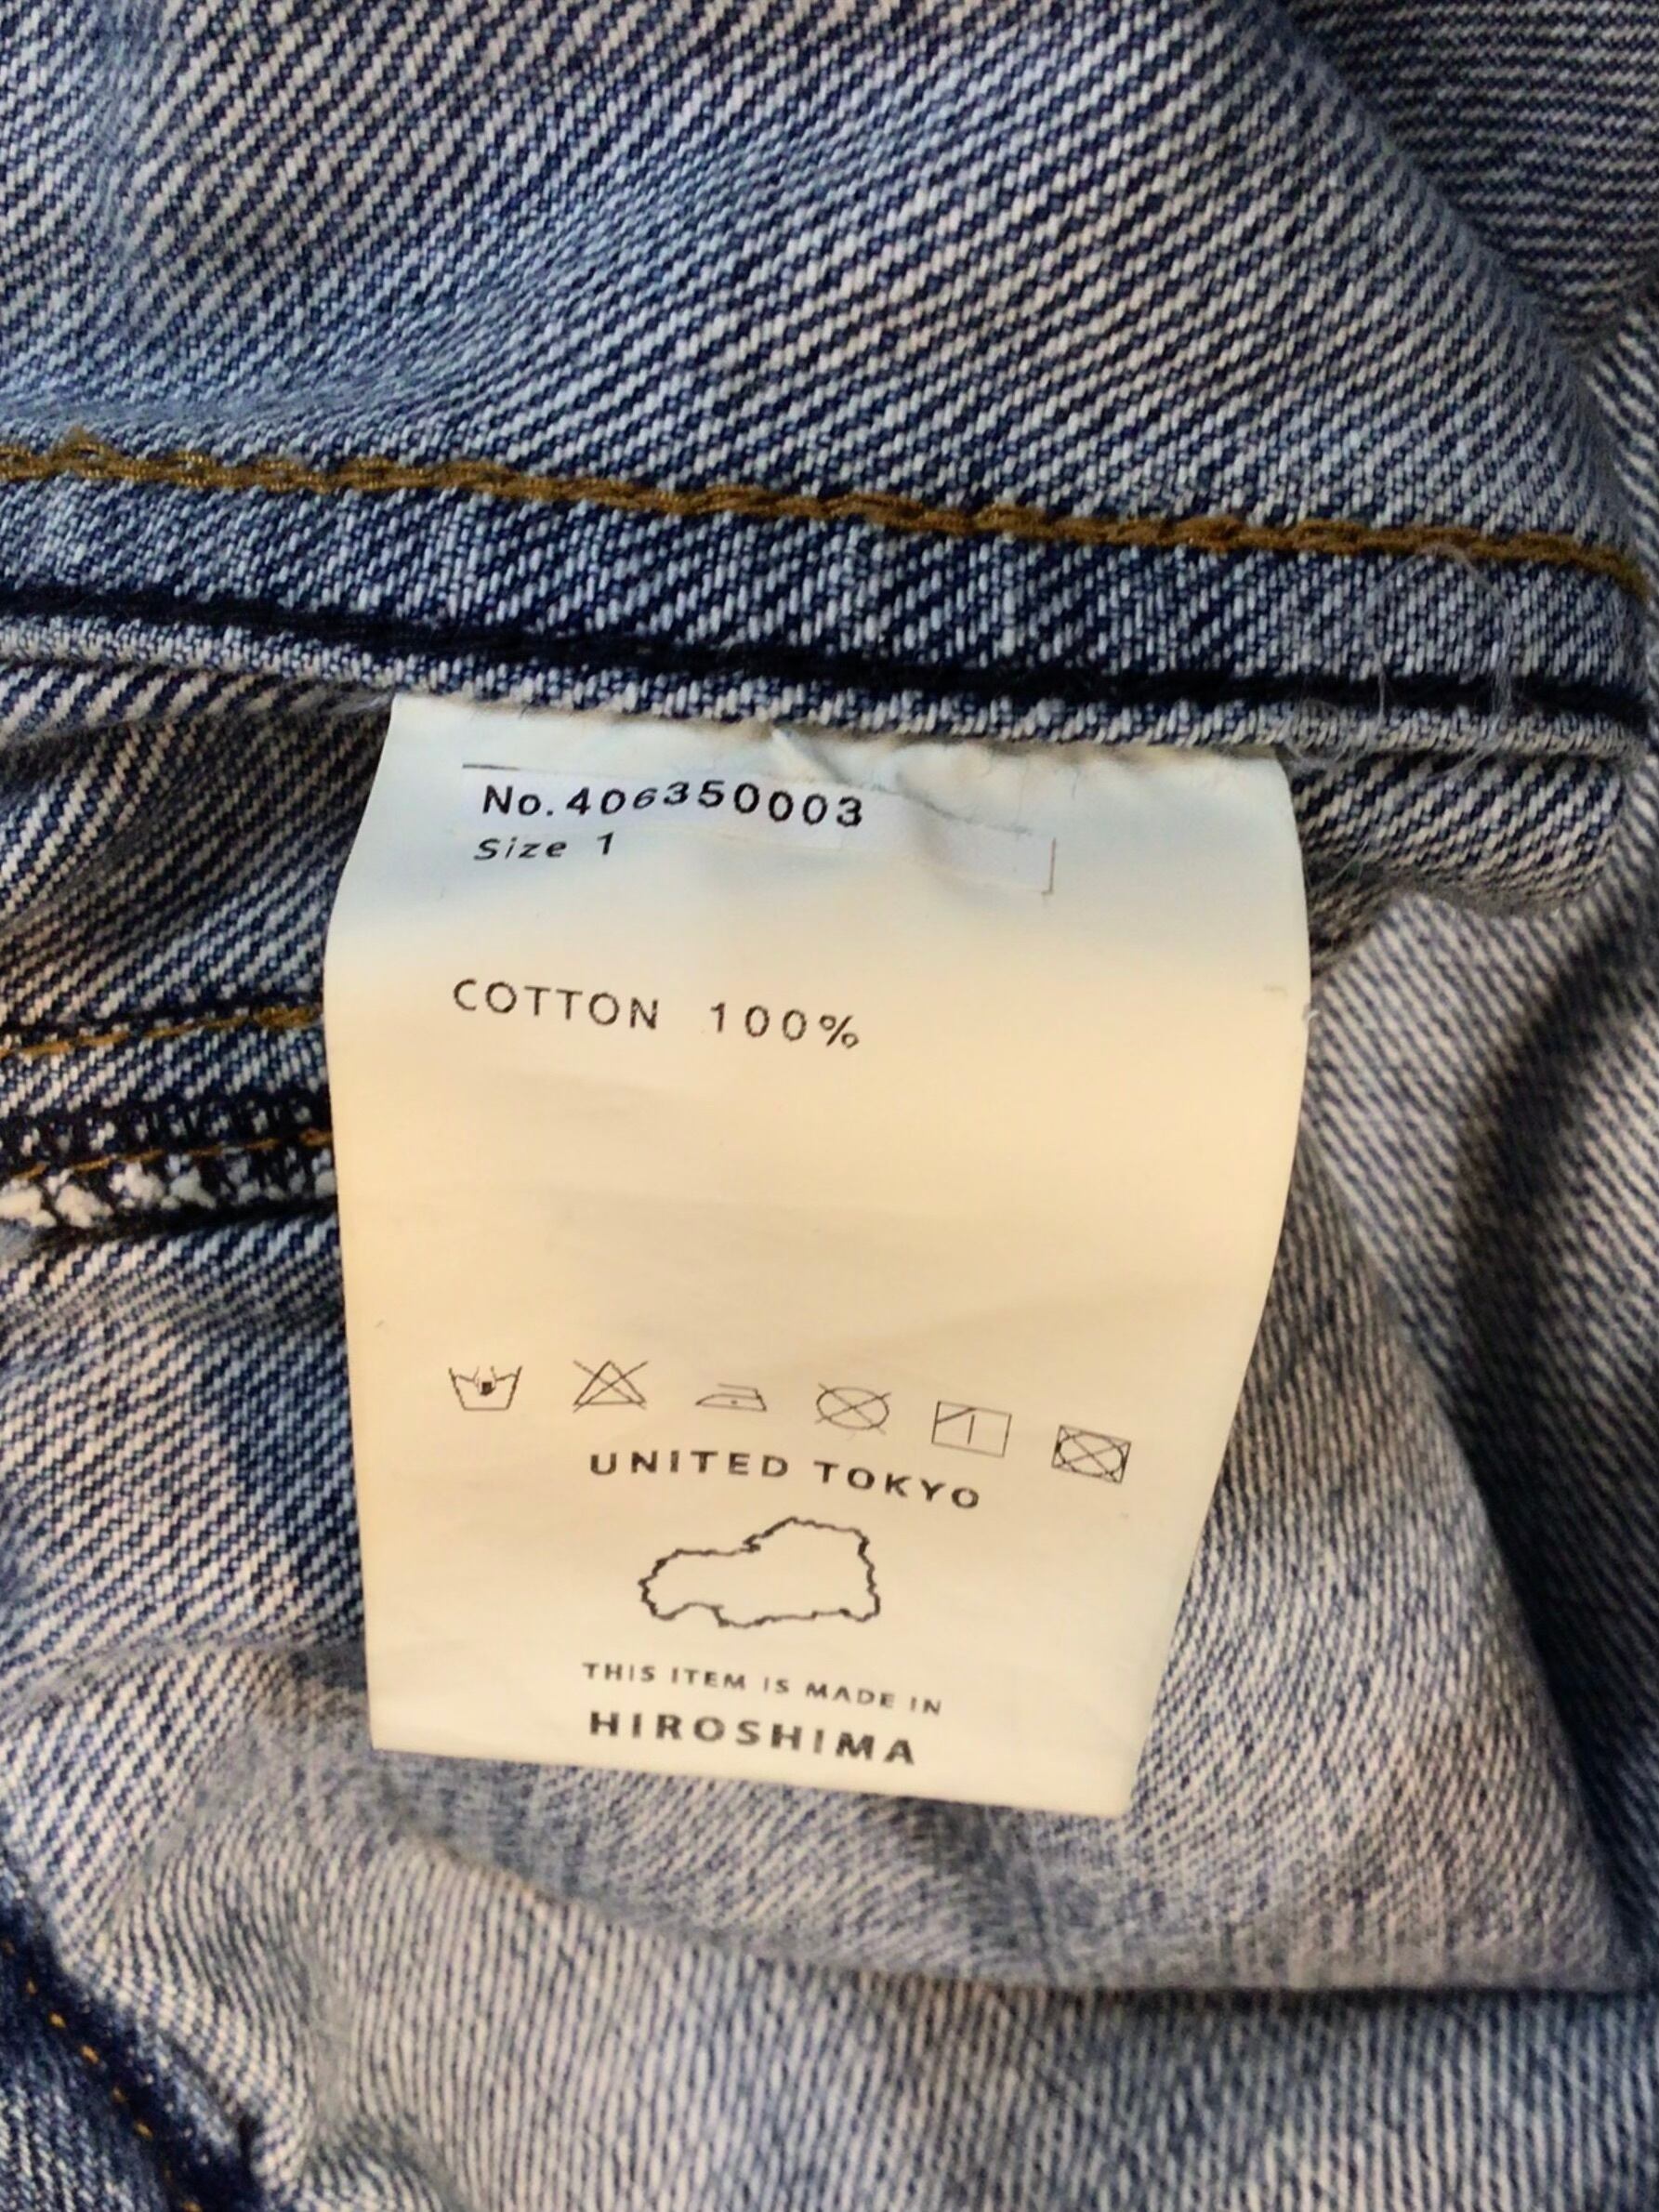 No.406350003
Size 1
COTTON 100%
UNITED TOKYO
THIS ITEM IS MADE IN
HIROSHIMA